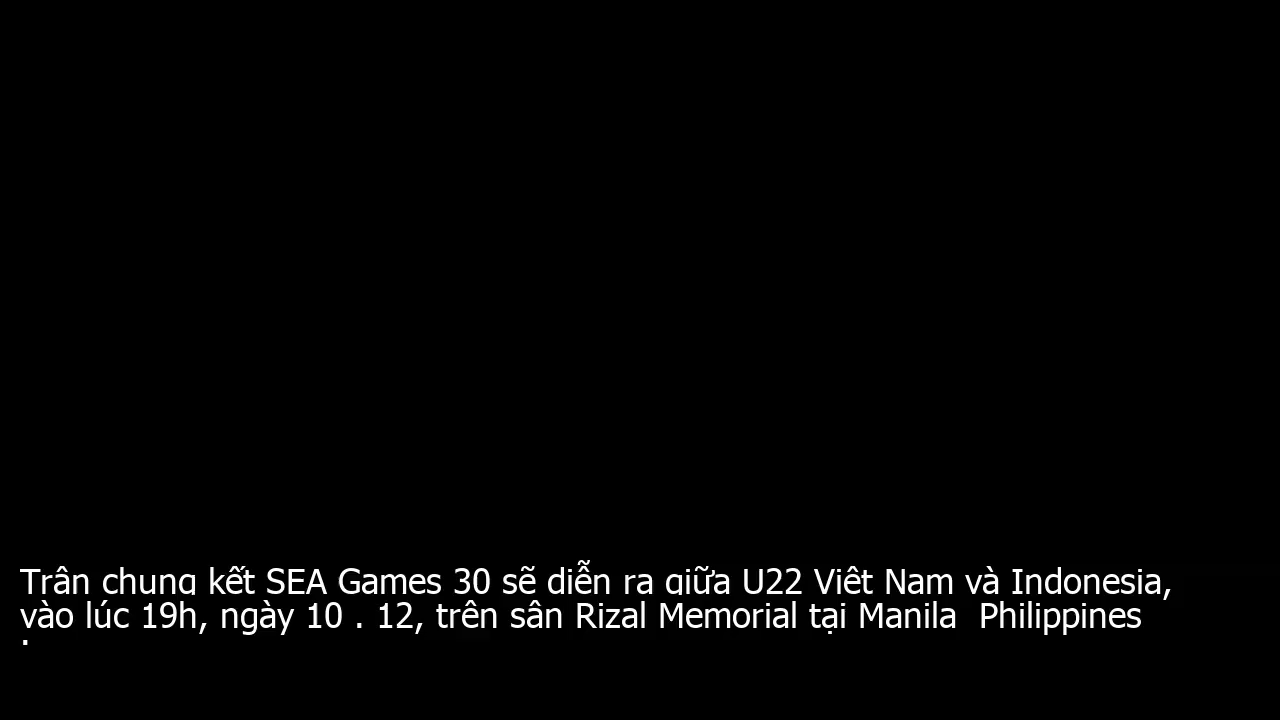 Trận chung kết SEA Games 30 sẽ diễn ra giữa U22 Việt Nam và Indonesia,
vào lúc 19h, ngày 10 . 12, trên sân Rizal Memorial tại Manila  Philippines
.